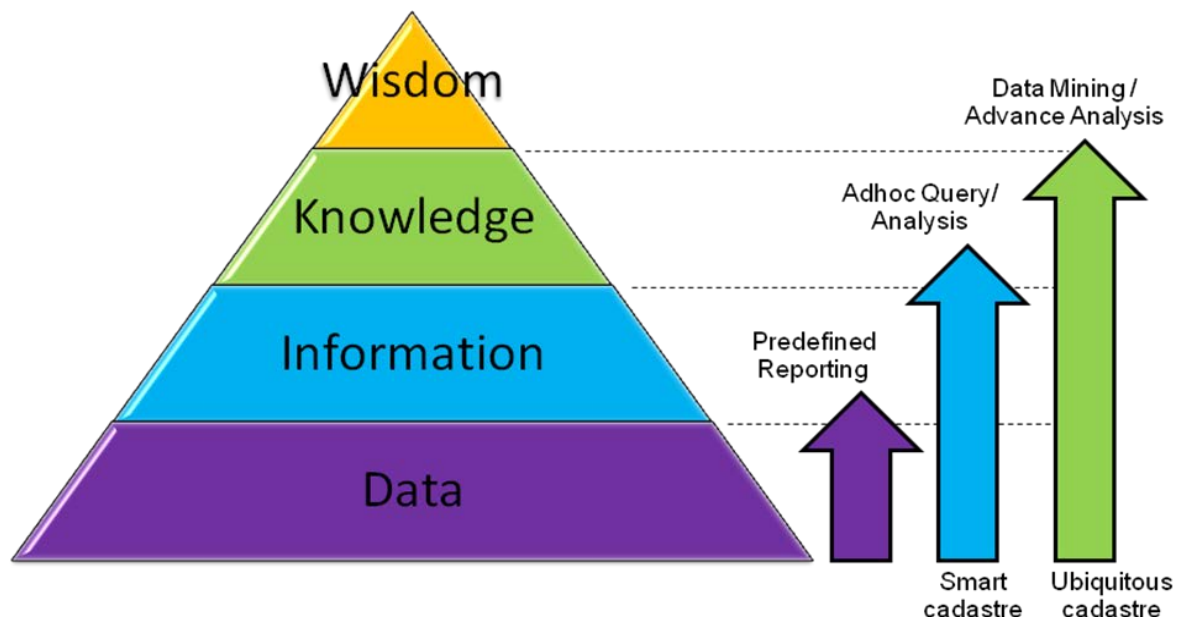 Wisdom
Knowledge
Information
Data
Data Mining /
Advance Analysis
Adhoc Query/
Analysis
Predefined
Reporting
Smart
cadastre
Ubiquitous
cadastre